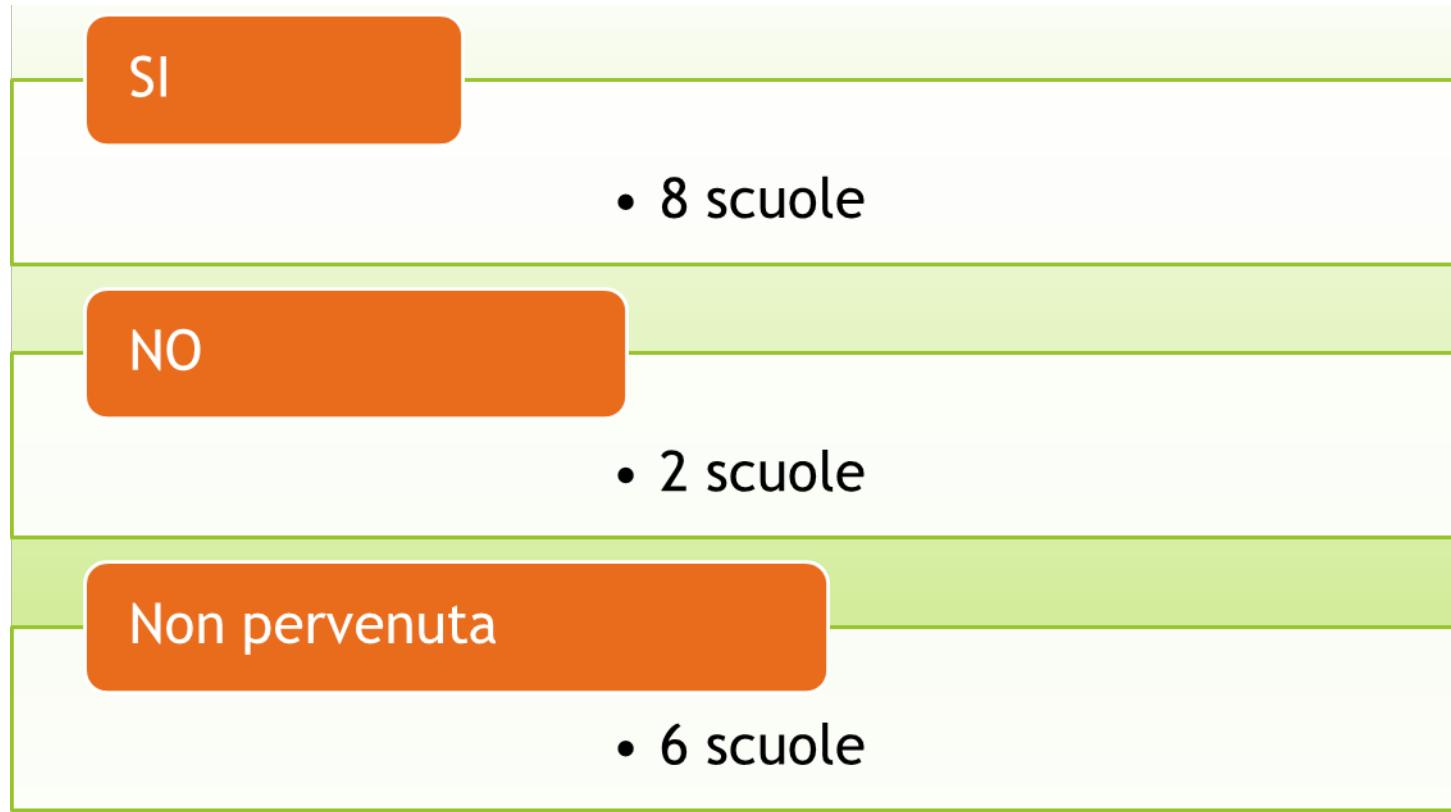 SI
• 8 scuole
NO
• 2 scuole
Non pervenuta
• 6 scuole